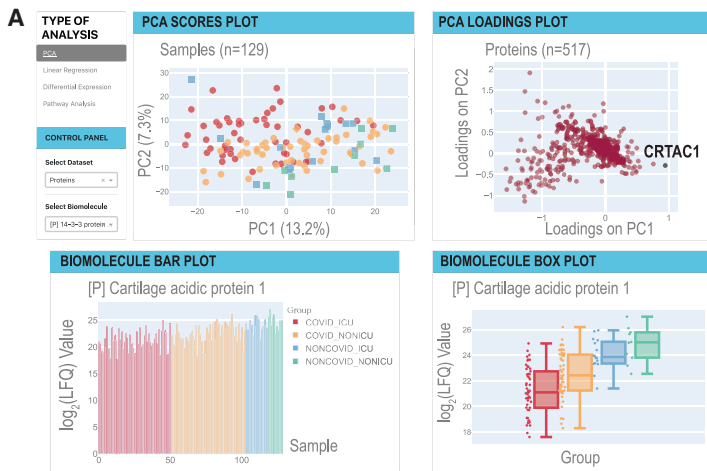 A
TYPE OF
ANALYSIS
PCA
Linear Regression
Differential Expression
Pathway Analysis
CONTROL PANEL
Select Dataset
Proteins ×
Select Biomolecule
[P] 14-3-3 protein
PCA SCORES PLOT
Samples (n=129)
PC2 (7.3%)
30
20
10
0
−10
−20
−20
−10
0
10
20
PC1 (13.2%)
PCA LOADINGS PLOT
Proteins (n=517)
Loadings on PC2
2
1.5
1
0.5
0
−0.5
−1
CRTAC1
−1
0
1
Loadings on PC1
BIOMOLECULE BAR PLOT
[P] Cartilage acidic protein 1
log2(LFQ) Value
25
20
15
10
5
0
0
50
100
Sample
Group
COVID_ICU
COVID_NONICU
NONCOVID_ICU
NONCOVID_NONICU
BIOMOLECULE BOX PLOT
[P] Cartilage acidic protein 1
log2(LFQ) Value
26
24
22
20
18
Group